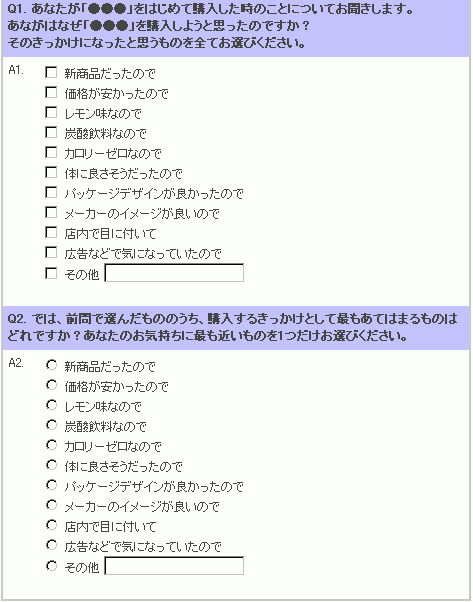 Q1. あなたが「●●●」をはじめて購入した時のことについてお聞きします。
あながはなぜ「●●●」を購入しようと思ったのですか？
そのきっかけになったと思うものを全てお選びください。
A1.
新商品だったので
価格が安かったので
レモン味なので
炭酸飲料なので
カロリーゼロなので
体に良さそうだったので
パッケージデザインが良かったので
メーカーのイメージが良いので
店内で目に付いて
広告などで気になっていたので
その他
Q2. では、前問で選んだもののうち、購入するきっかけとして最もあてはまるものは
どれですか？あなたのお気持ちに最も近いものを1つだけお選びください。
A2.
新商品だったので
価格が安かったので
レモン味なので
炭酸飲料なので
カロリーゼロなので
体に良さそうだったので
パッケージデザインが良かったので
メーカーのイメージが良いので
店内で目に付いて
広告などで気になっていたので
その他